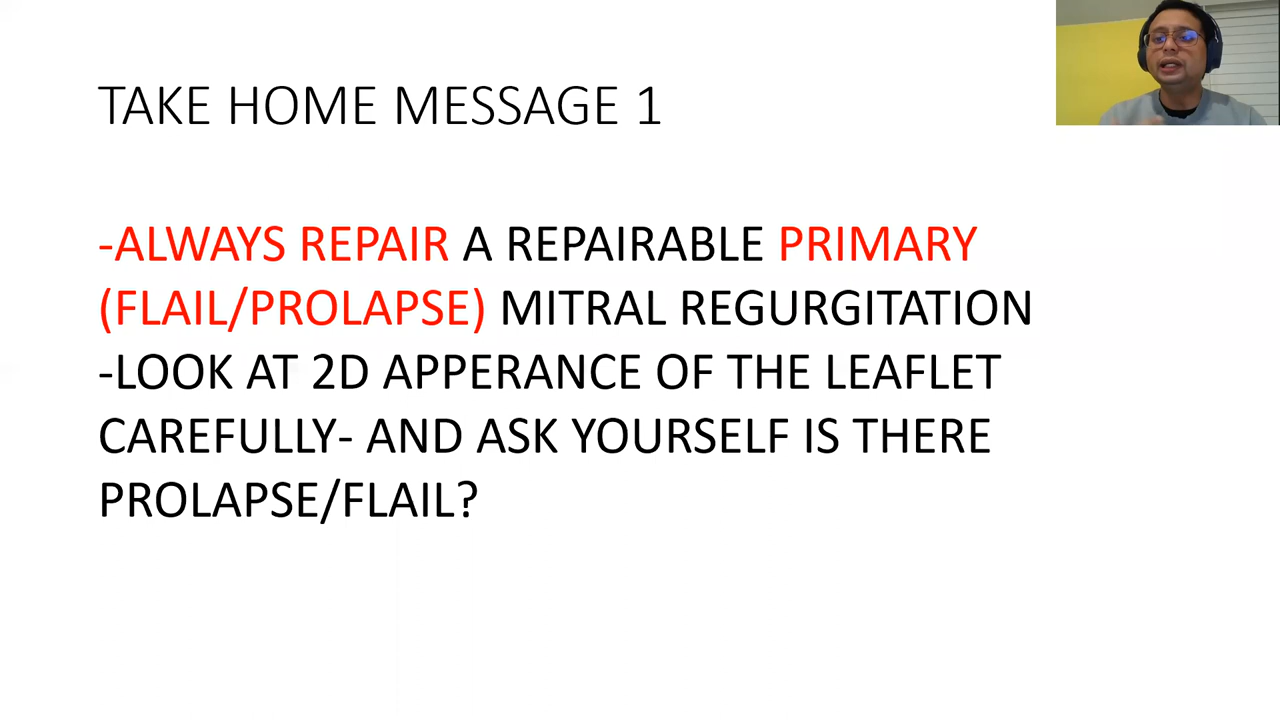 TAKE HOME MESSAGE 1
-ALWAYS REPAIR A REPAIRABLE PRIMARY
(FLAIL/PROLAPSE) MITRAL REGURGITATION
-LOOK AT 2D APPERANCE OF THE LEAFLET
CAREFULLY- AND ASK YOURSELF IS THERE
PROLAPSE/FLAIL?